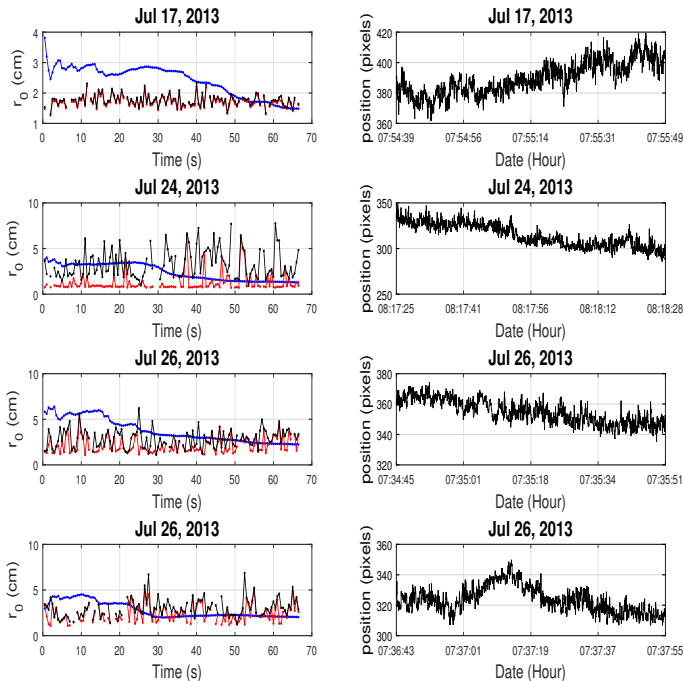 Jul 17, 2013
r0 (cm)
4
3
2
1
0 10 20 30 40 50 60 70
Time (s)
Jul 17, 2013
position (pixels)
420
400
380
360
07:54:39 07:54:56 07:55:14 07:55:31 07:55:49
Date (Hour)
Jul 24, 2013
r0 (cm)
10
5
0
0 10 20 30 40 50 60 70
Time (s)
Jul 24, 2013
position (pixels)
350
300
250
08:17:25 08:17:41 08:17:56 08:18:12 08:18:28
Date (Hour)
Jul 26, 2013
r0 (cm)
10
5
0
0 10 20 30 40 50 60 70
Time (s)
Jul 26, 2013
position (pixels)
380
360
340
320
07:34:45 07:35:01 07:35:18 07:35:34 07:35:51
Date (Hour)
Jul 26, 2013
r0 (cm)
10
5
0
0 10 20 30 40 50 60 70
Time (s)
Jul 26, 2013
position (pixels)
360
340
320
300
07:36:43 07:37:01 07:37:19 07:37:37 07:37:55
Date (Hour)